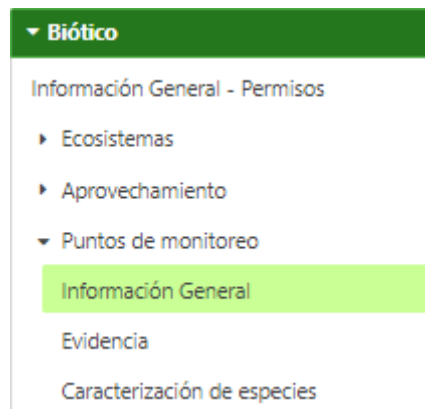 Biótico
Información General - Permisos
Ecosistemas
Aprovechamiento
Puntos de monitoreo
Información General
Evidencia
Caracterización de especies